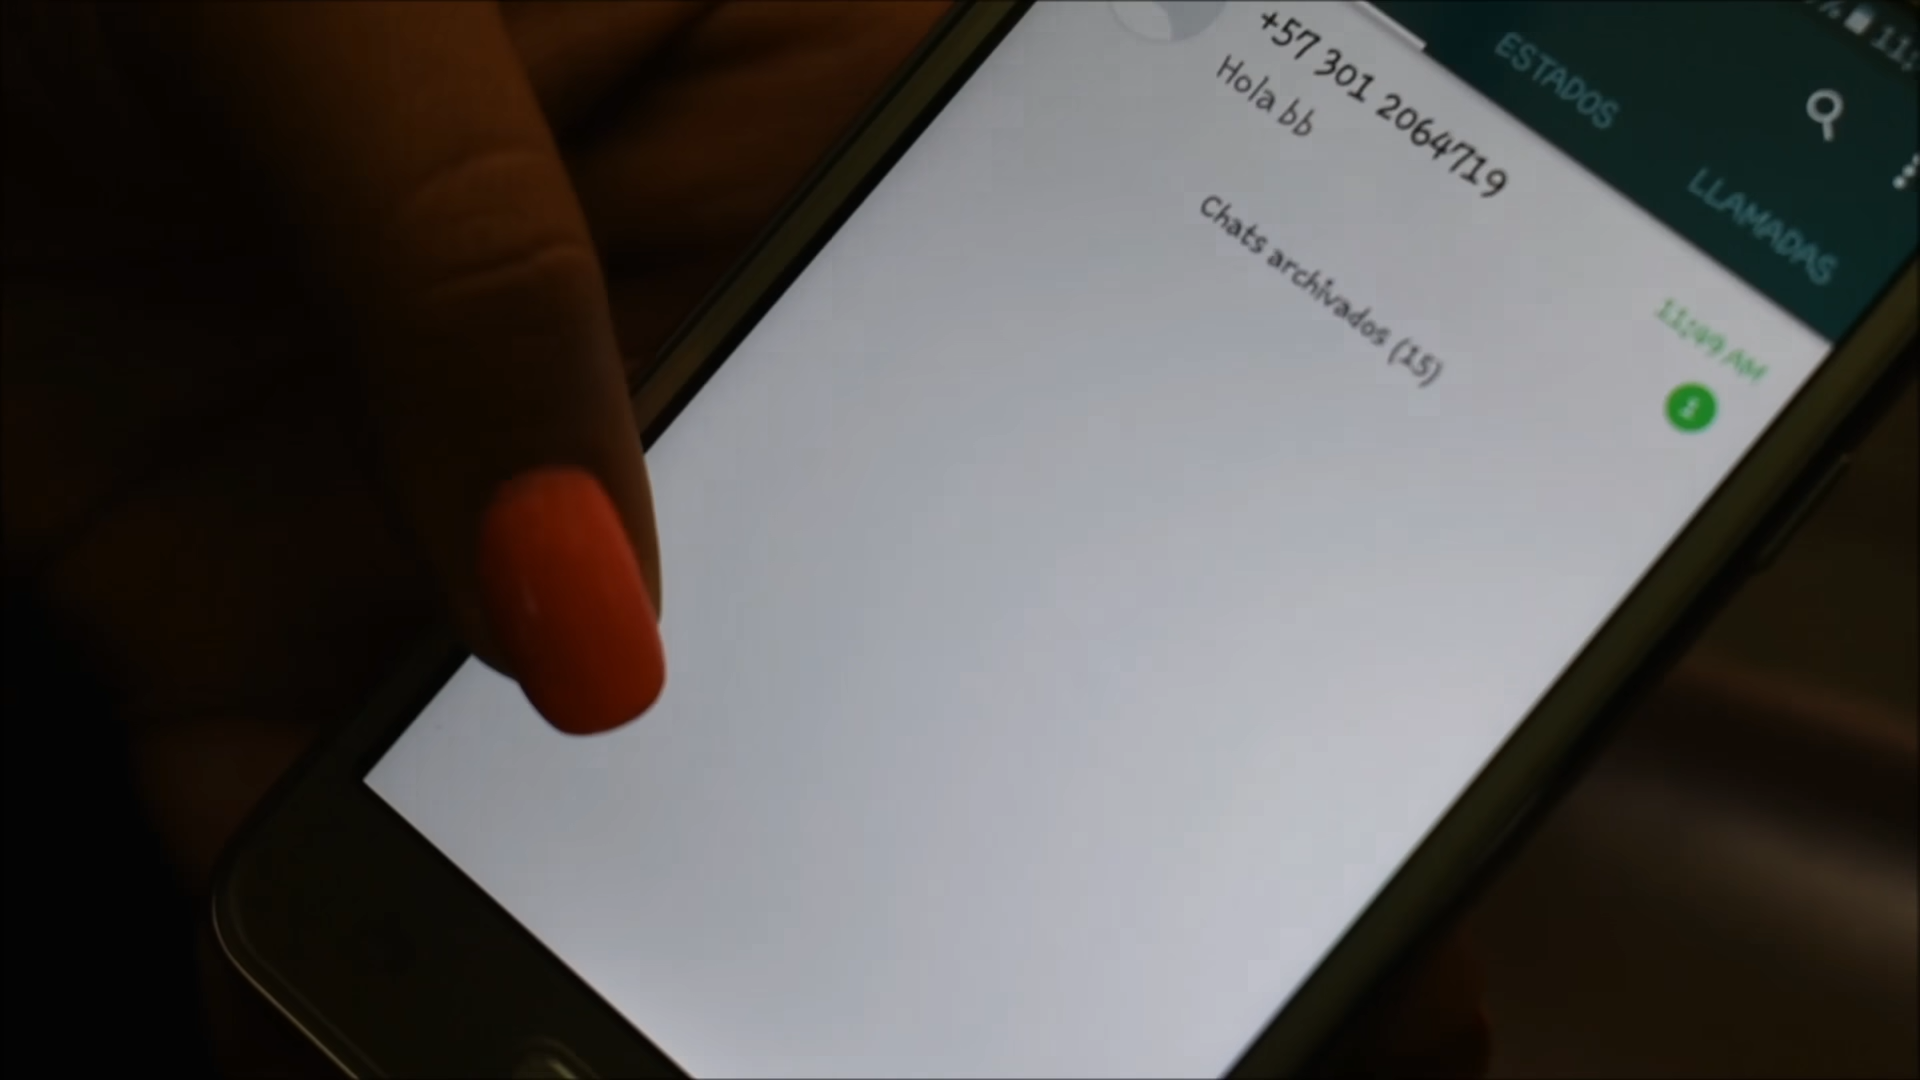 ESTADOS
LLAMADAS
+57 301 2064719
11:49 AM
Hola bb
Chats archivados (15)